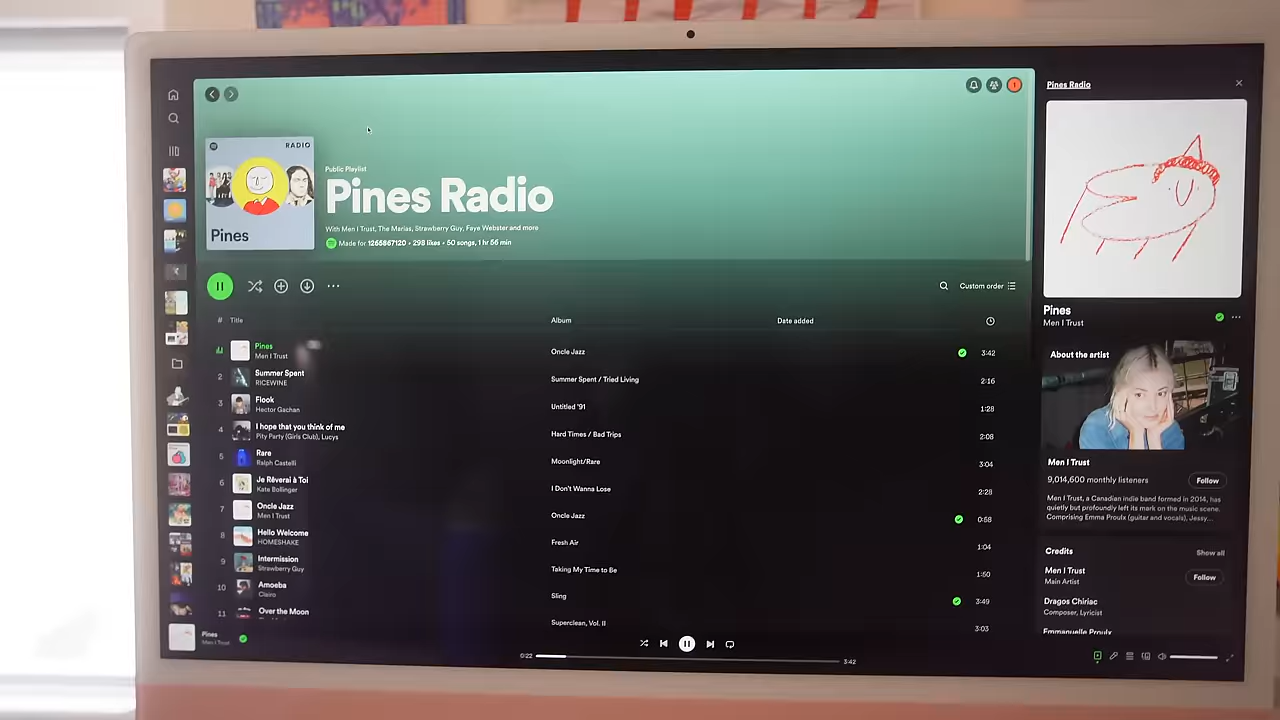 Pines Radio
RADIO
Pines
Public Playlist
Pines Radio
With Men I Trust, The Marías, Strawberry Guy, Faye Webster and more
Made for 1265867120 • 298 likes • 50 songs, 1 hr 56 min
Custom order
# Title Album Date added
Pines Oncle Jazz 3:42
Men I Trust
2 Summer Spent Summer Spent / Tried Living 2:16
RICEWINE
3 Flook Untitled '91 1:28
Hector Gachan
4 I hope that you think of me Hard Times / Bad Trips 2:08
Pity Party (Girls Club), Lucys
5 Rare Moonlight/Rare 3:04
Ralph Castelli
6 Je Rêverai à Toi I Don't Wanna Lose 2:28
Kate Bollinger
7 Oncle Jazz Oncle Jazz 0:58
Men I Trust
8 Hello Welcome Fresh Air 1:04
HOMESHAKE
9 Intermission Taking My Time to Be 1:50
Strawberry Guy
10 Amoeba Sling 3:49
Clairo
11 Over the Moon Superclean, Vol. II 3:03
Pines
Men I Trust
0:22 3:42
Pines
Men I Trust
About the artist
Men I Trust
9,014,600 monthly listeners Follow
Men I Trust, a Canadian indie band formed in 2014, has
quietly but profoundly left its mark on the music scene.
Comprising Emma Proulx (guitar and vocals), Jessy...
Credits Show all
Men I Trust
Main Artist Follow
Dragos Chiriac
Composer, Lyricist
Emmanuelle Proulx